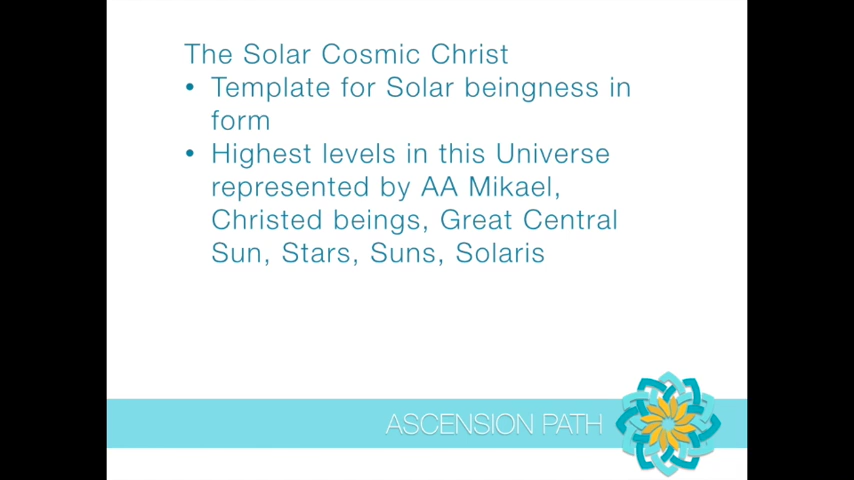 The Solar Cosmic Christ
• Template for Solar beingness in
form
• Highest levels in this Universe
represented by AA Mikael,
Christed beings, Great Central
Sun, Stars, Suns, Solaris
ASCENSION PATH